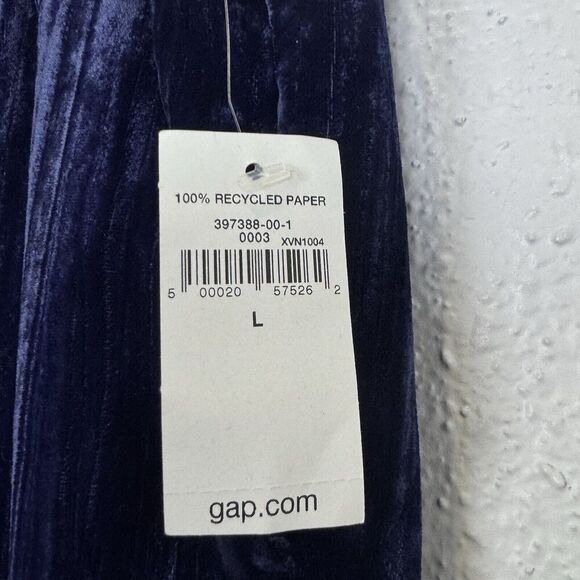 100% RECYCLED PAPER
397388-00-1
0003 XVN1004
5 00020 57526 2
L
gap.com